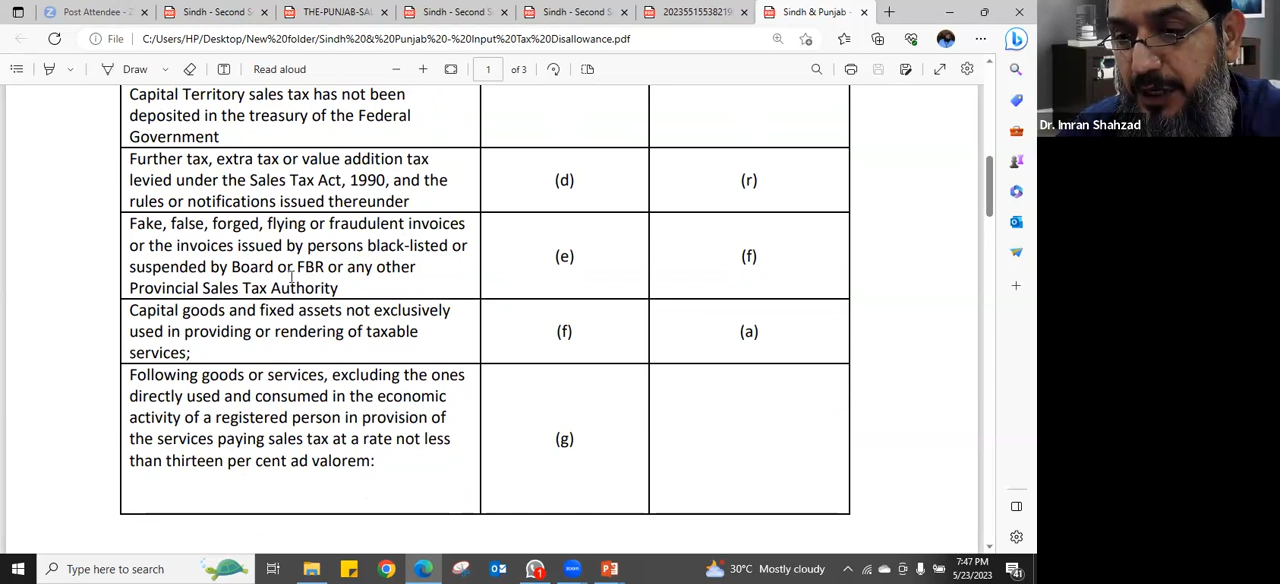 Post Attendee - Z
Sindh - Second S
THE-PUNJAB-SAL
Sindh - Second S
Sindh - Second S
20235515538219
Sindh & Punjab -
File
C:/Users/HP/Desktop/New%20folder/Sindh%20&%20Punjab%20-%20Input%20Tax%20Disallowance.pdf
Draw
Read aloud
1
of 3
Capital Territory sales tax has not been
deposited in the treasury of the Federal
Government
Further tax, extra tax or value addition tax
levied under the Sales Tax Act, 1990, and the
rules or notifications issued thereunder
(d)
(r)
Fake, false, forged, flying or fraudulent invoices
or the invoices issued by persons black-listed or
suspended by Board or FBR or any other
Provincial Sales Tax Authority
(e)
(f)
Capital goods and fixed assets not exclusively
used in providing or rendering of taxable
services;
(f)
(a)
Following goods or services, excluding the ones
directly used and consumed in the economic
activity of a registered person in provision of
the services paying sales tax at a rate not less
than thirteen per cent ad valorem:
(g)
Dr. Imran Shahzad
Type here to search
1
30°C Mostly cloudy
7:47 PM
5/23/2023
41